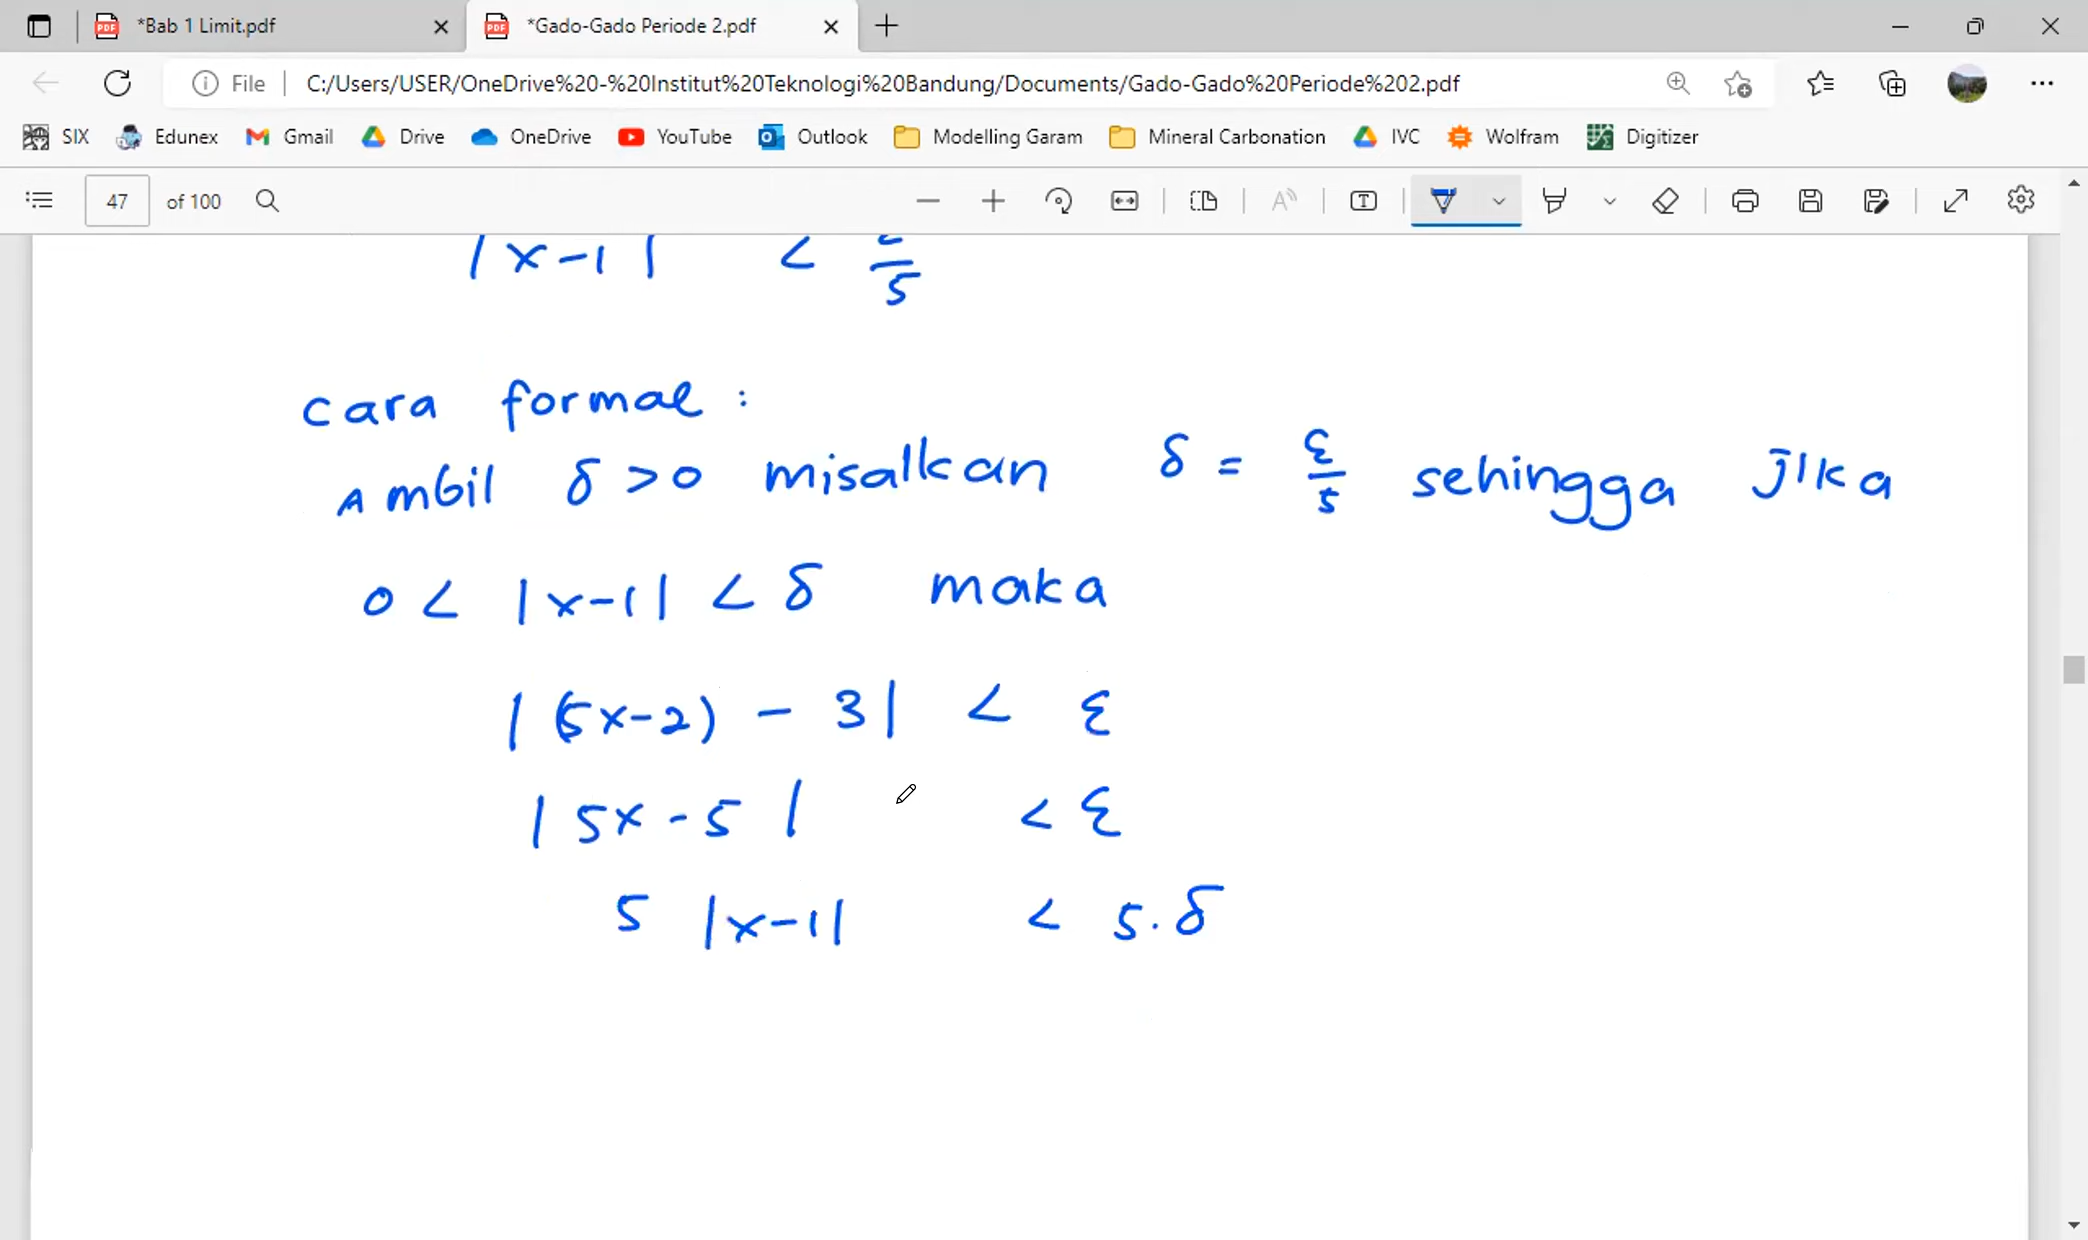 *Bab 1 Limit.pdf *Gado-Gado Periode 2.pdf
File C:/Users/USER/OneDrive%20-%20Institut%20Teknologi%20Bandung/Documents/Gado-Gado%20Periode%202.pdf
SIX Edunex Gmail Drive OneDrive YouTube Outlook Modelling Garam Mineral Carbonation IVC Wolfram Digitizer
47 of 100
|x-1| < ε/5
cara formal :
Ambil δ >0 misalkan δ = ε/5 sehingga jika
0 < |x-1| < δ maka
|(5x-2) - 3| < ε
|5x-5| < ε
5 |x-1| < 5.δ